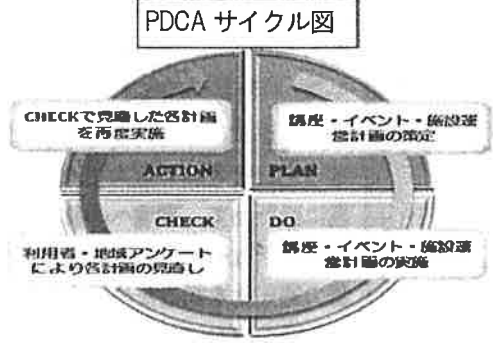 PDCA サイクル図
CHECKで見直した各計画
を再度実施
ACTION
講座・イベント・施設運
営計画の策定
PLAN
CHECK
利用者・地域アンケート
により各計画の見直し
DO
講座・イベント・施設運
営計画の実施